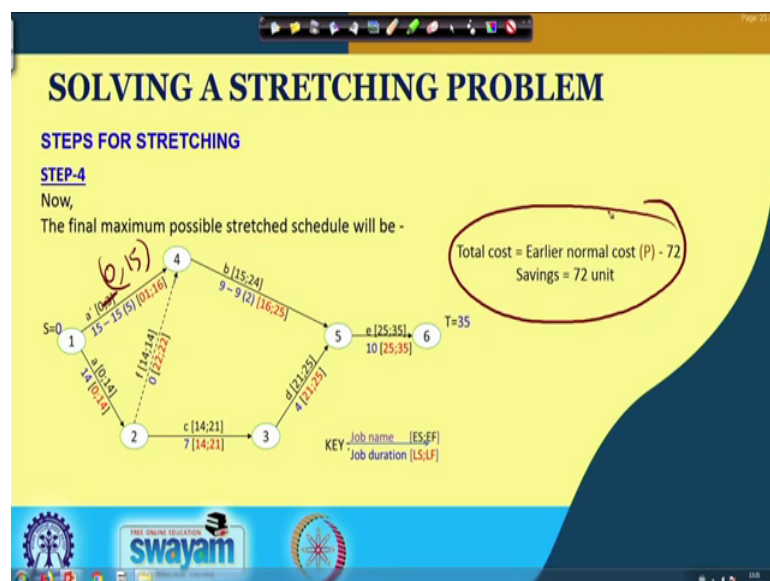 Page: 23
SOLVING A STRETCHING PROBLEM
STEPS FOR STRETCHING
STEP-4
Now,
The final maximum possible stretched schedule will be -
Total cost = Earlier normal cost (P) - 72
Savings = 72 unit
(0,15)
4
a´ [0;
15 – 15 (5) [01;16]
b [15;24]
9 – 9 (2) [16;25]
S=0
1
f [14;14]
0 [22;22]
5
e [25;35]
10 [25;35]
6
T=35
a [0;14]
14 [0;14]
d [21;25]
4 [21;25]
2
c [14;21]
7 [14;21]
3
KEY:
Job name [ES;EF]
Job duration [LS;LF]
FREE ONLINE EDUCATION
swayam